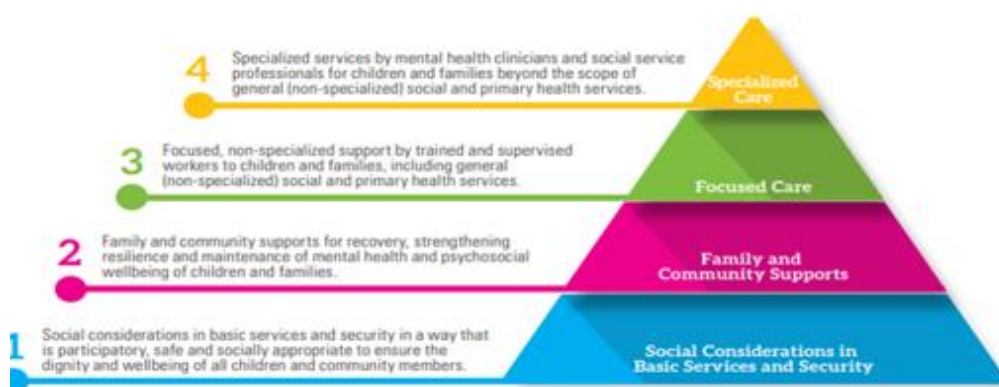 4
Specialized services by mental health clinicians and social service
professionals for children and families beyond the scope of
general (non-specialized) social and primary health services.
Specialized
Care
3
Focused, non-specialized support by trained and supervised
workers to children and families, including general
(non-specialized) social and primary health services.
Focused Care
2
Family and community supports for recovery, strengthening
resilience and maintenance of mental health and psychosocial
wellbeing of children and families.
Family and
Community Supports
1
Social considerations in basic services and security in a way that
is participatory, safe and socially appropriate to ensure the
dignity and wellbeing of all children and community members.
Social Considerations in
Basic Services and Security